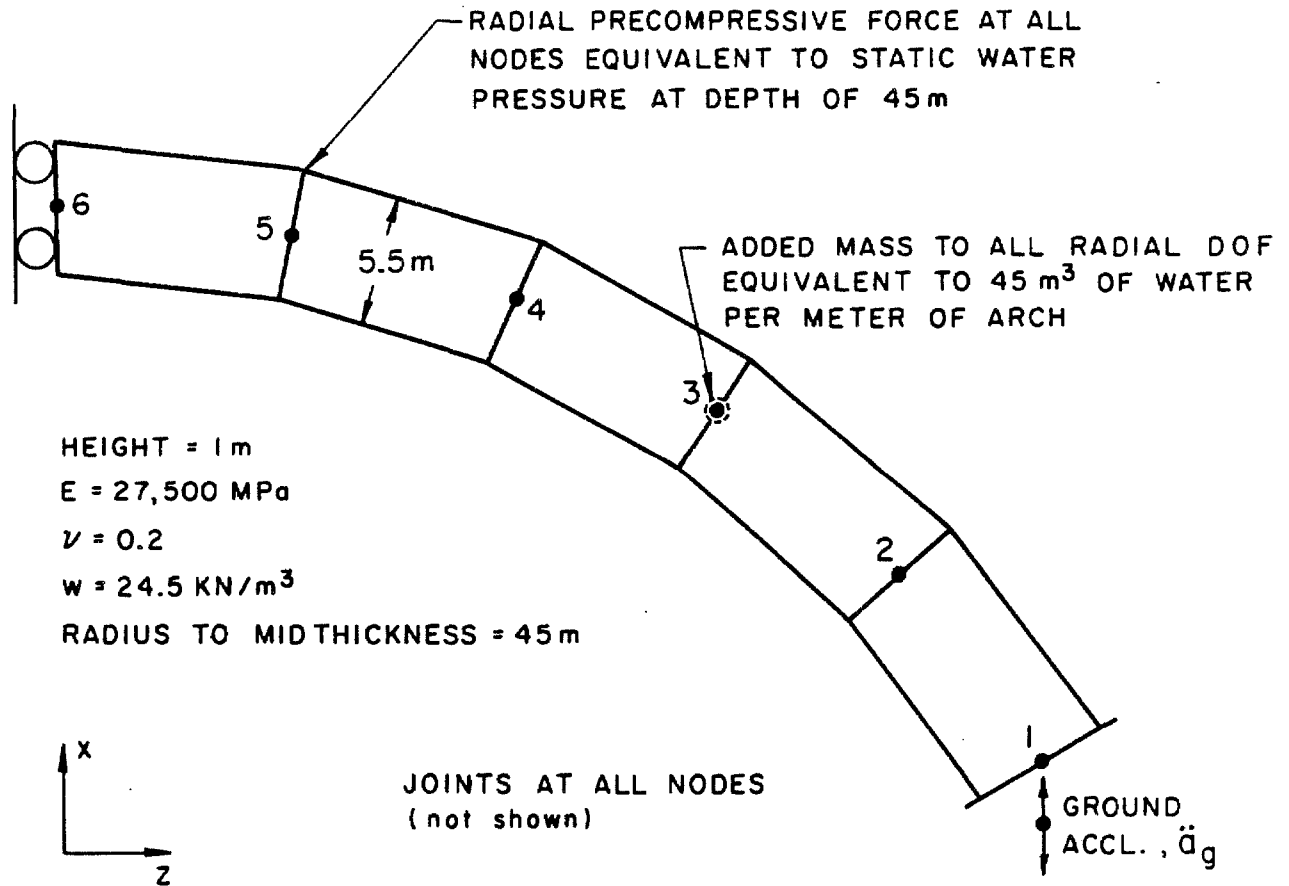 RADIAL PRECOMPRESSIVE FORCE AT ALL
NODES EQUIVALENT TO STATIC WATER
PRESSURE AT DEPTH OF 45m
6
5
5.5m
4
ADDED MASS TO ALL RADIAL DOF
EQUIVALENT TO 45 m³ OF WATER
PER METER OF ARCH
3
HEIGHT = 1m
E = 27,500 MPa
ν = 0.2
w = 24.5 KN/m³
RADIUS TO MIDTHICKNESS = 45m
2
1
X
Z
JOINTS AT ALL NODES
(not shown)
GROUND
ACCL., ä_g